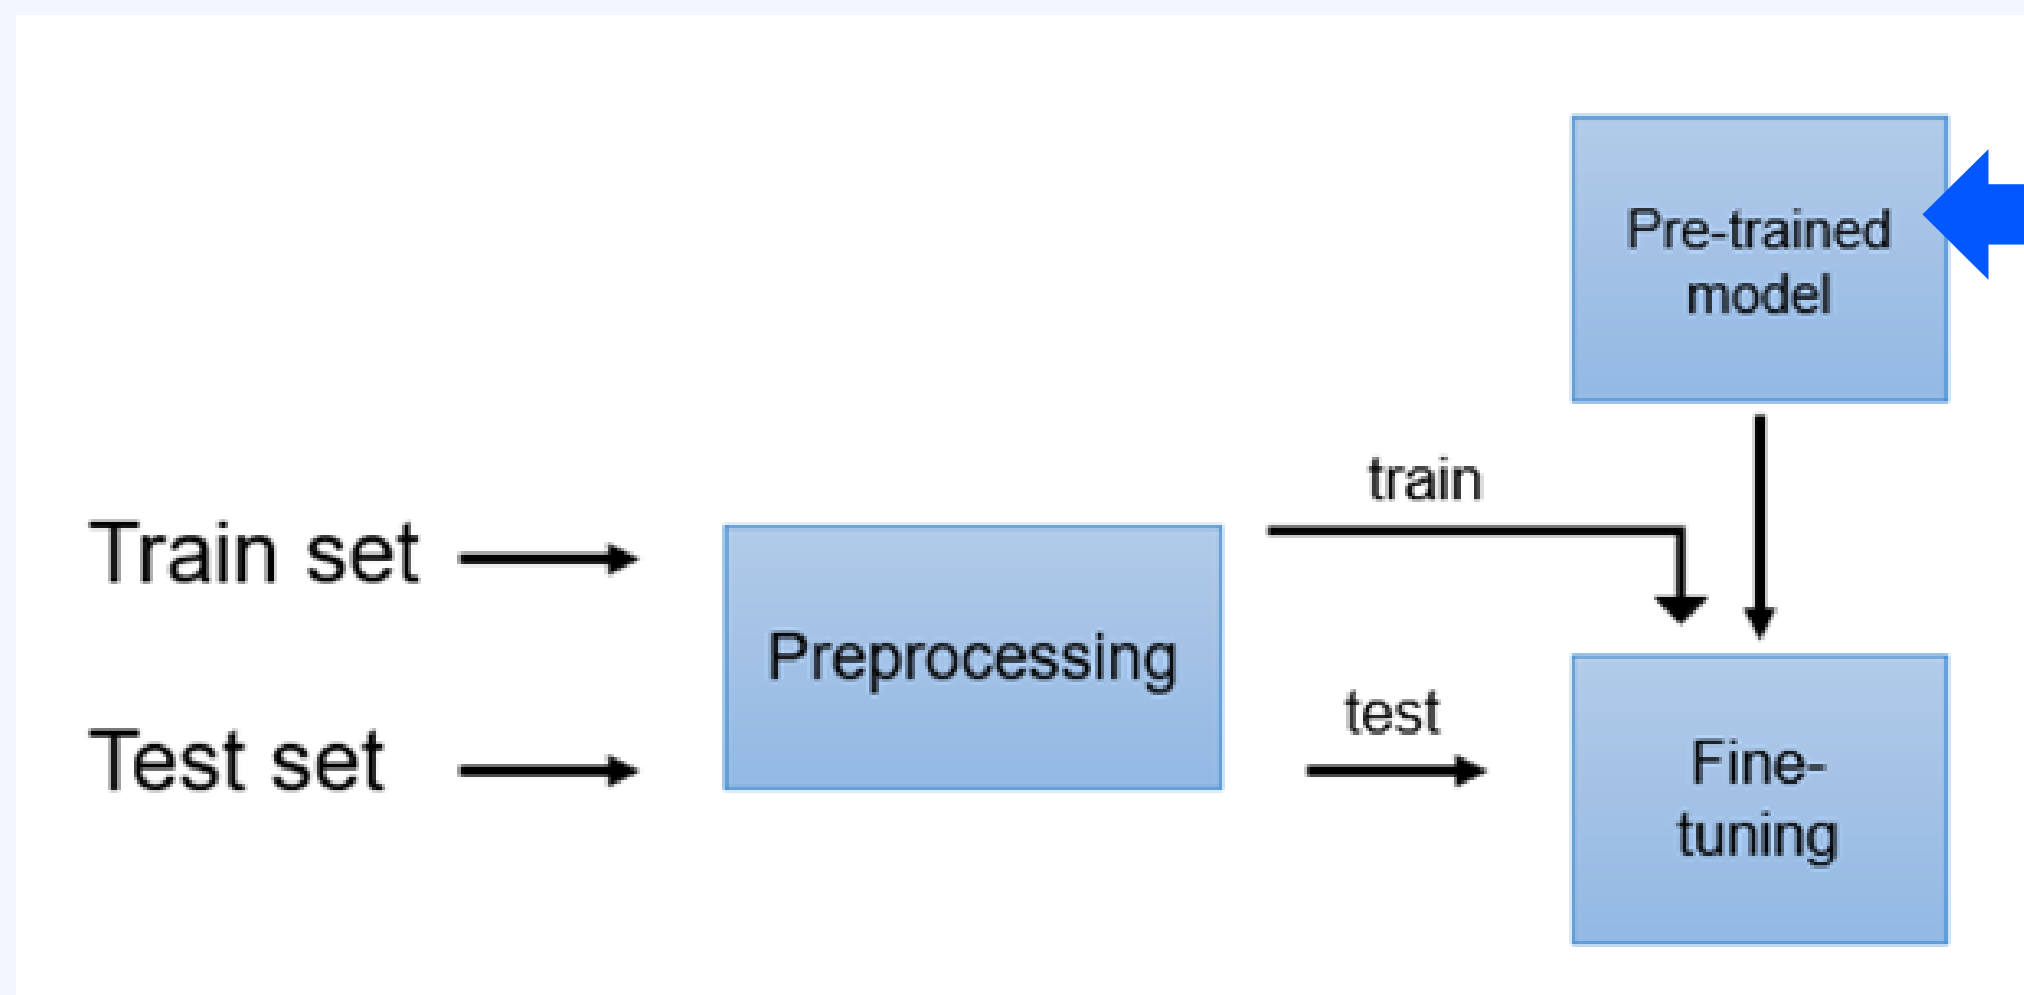 Pre-trained
model
train
Train set
Preprocessing
test
Test set
Fine-
tuning